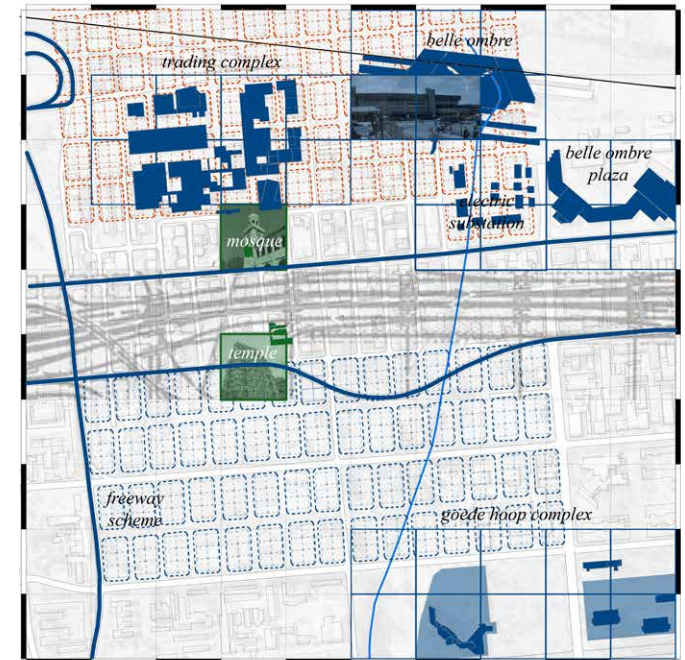 belle ombre
trading complex
belle ombre
plaza
electric
substation
mosque
temple
freeway
scheme
goede hoop complex